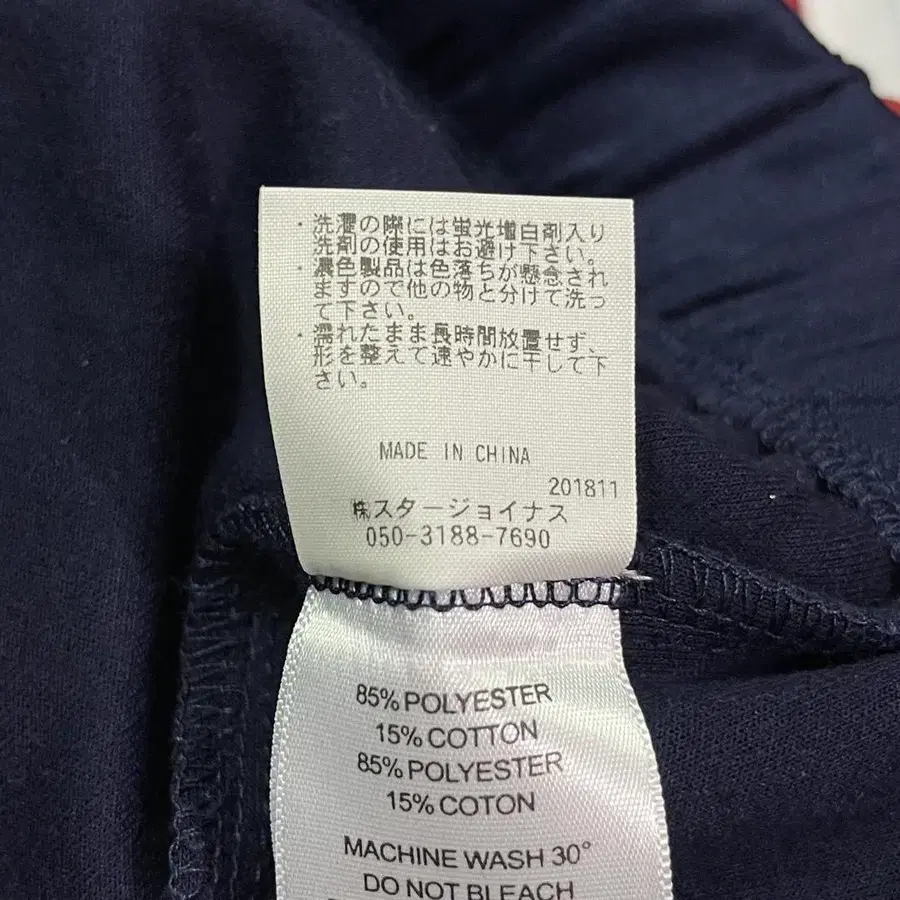 ・洗濯の際には蛍光増白剤入り
洗剤の使用はお避け下さい。
・濃色製品は色落ちが懸念され
ますので他の物と分けて洗っ
て下さい。
・濡れたまま長時間放置せず、
形を整えて速やかに干して下
さい。
MADE IN CHINA
201811
㈱スタージョイナス
050-3188-7690
85% POLYESTER
15% COTTON
85% POLYESTER
15% COTON
MACHINE WASH 30°
DO NOT BLEACH